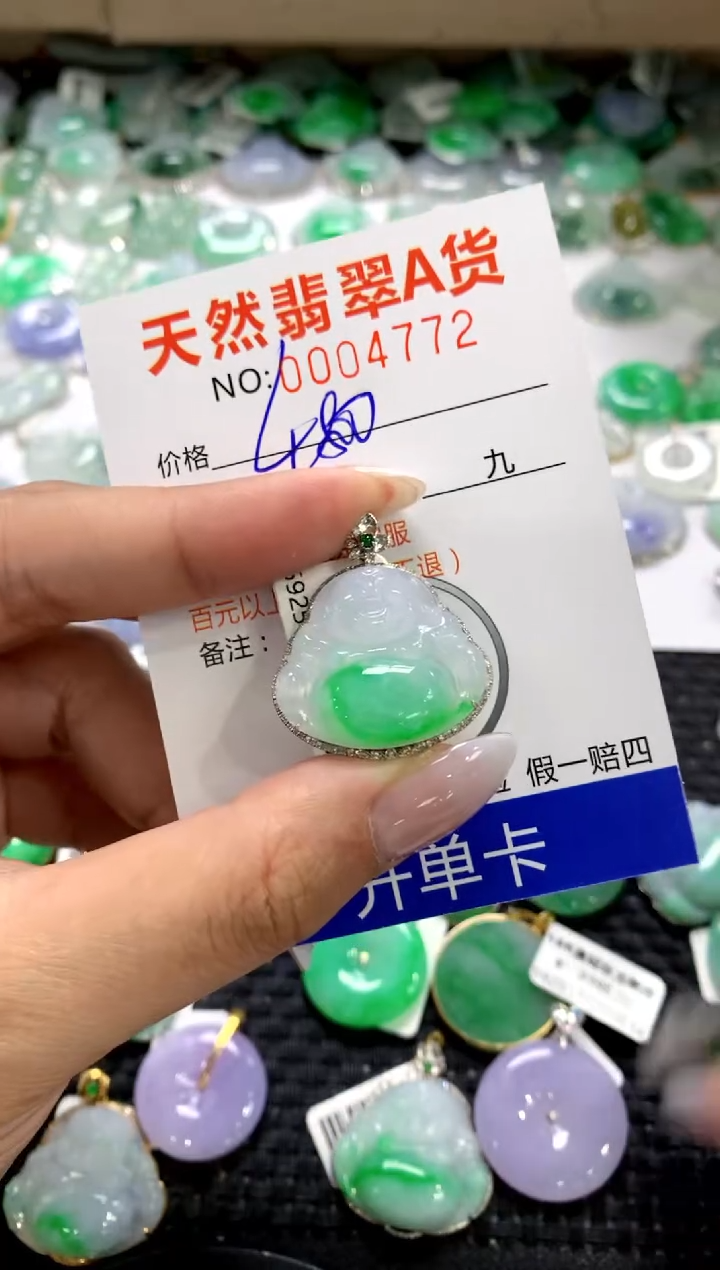 天然翡翠A货
NO:0004772
价格 480
九
服
退）
百元以上
5925
备注：
假一赔四
开单卡